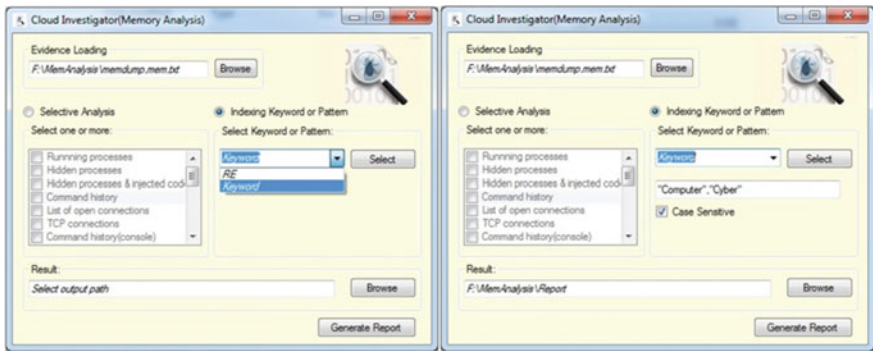 Cloud Investigator(Memory Analysis)
Evidence Loading
F:\MemAnalysis\memdump.mem.txt
Browse
Selective Analysis
Indexing Keyword or Pattern
Select one or more:
Runnning processes
Hidden processes
Hidden processes & injected cod
Command history
List of open connections
TCP connections
Command history(console)
Select Keyword or Pattern:
Keyword
Select
RE
Keyword
Result:
Select output path
Browse
Generate Report
Cloud Investigator(Memory Analysis)
Evidence Loading
F:\MemAnalysis\memdump.mem.txt
Browse
Selective Analysis
Indexing Keyword or Pattern
Select one or more:
Runnning processes
Hidden processes
Hidden processes & injected cod
Command history
List of open connections
TCP connections
Command history(console)
Select Keyword or Pattern:
Keyword
Select
"Computer","Cyber"
Case Sensitive
Result:
F:\MemAnalysis\Report
Browse
Generate Report